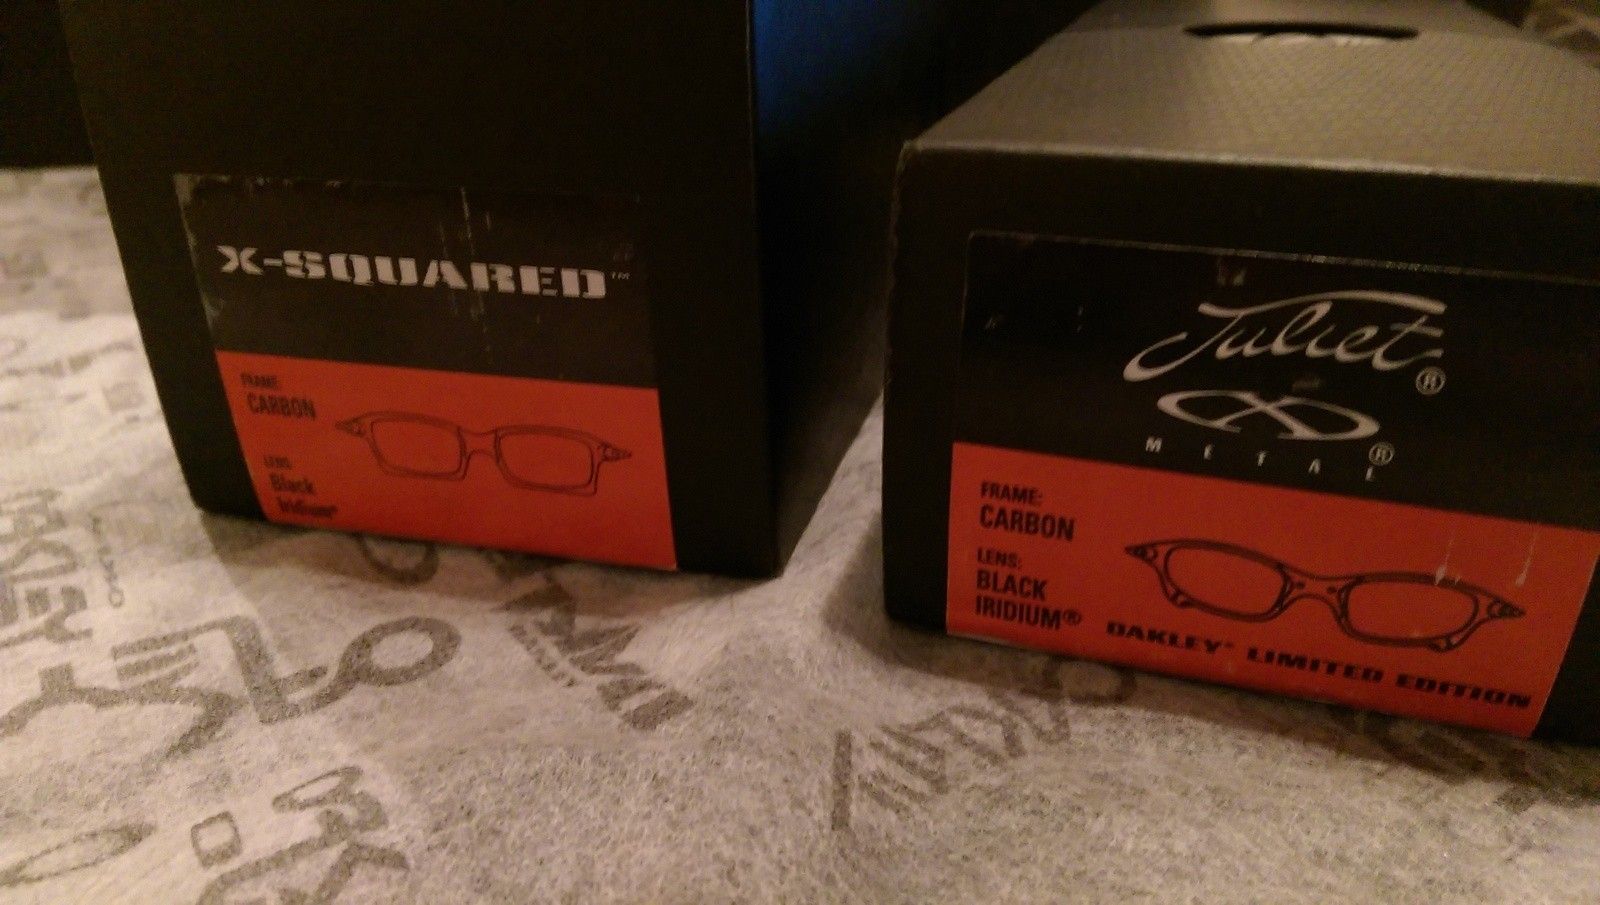 X-SQUARED™
FRAME:
CARBON
LENS
Black
Iridium®
Juliet®
METAL®
FRAME:
CARBON
LENS:
BLACK
IRIDIUM®
OAKLEY® LIMITED EDITION